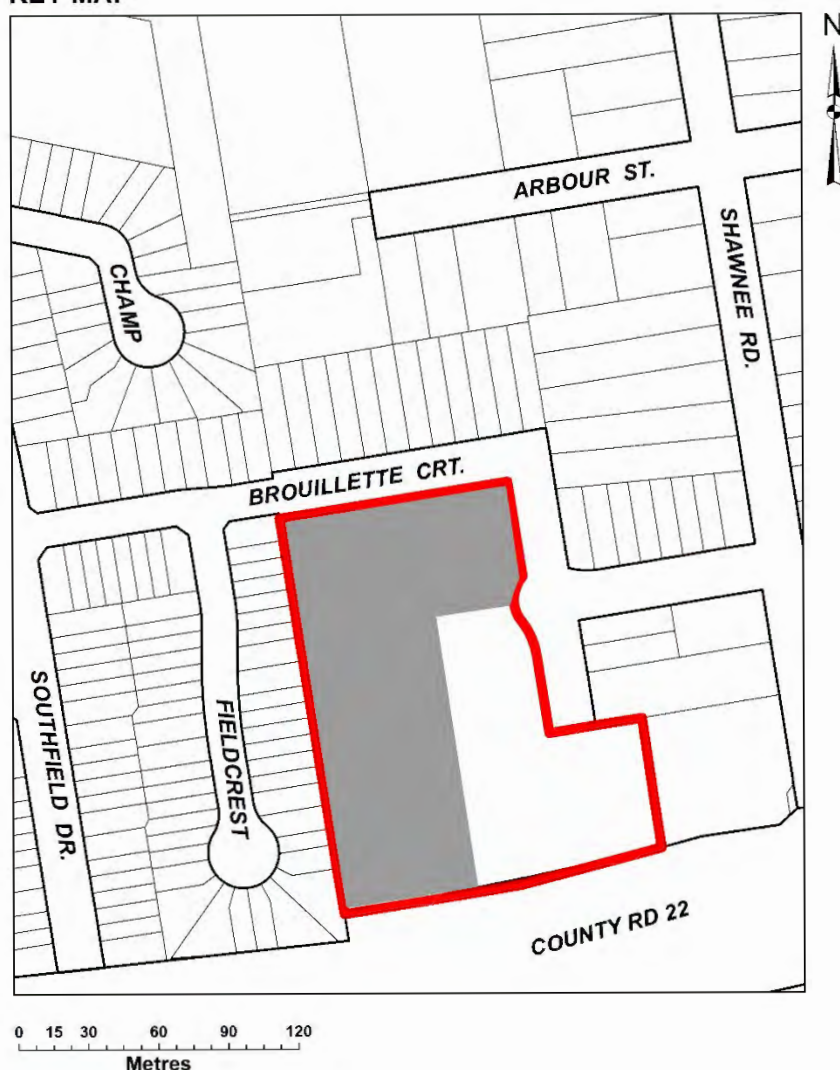 N
ARBOUR ST.
SHAWNEE RD.
CHAMP
BROUILLETTE CRT.
SOUTHFIELD DR.
FIELDCREST
COUNTY RD 22
0 15 30 60 90 120
Metres